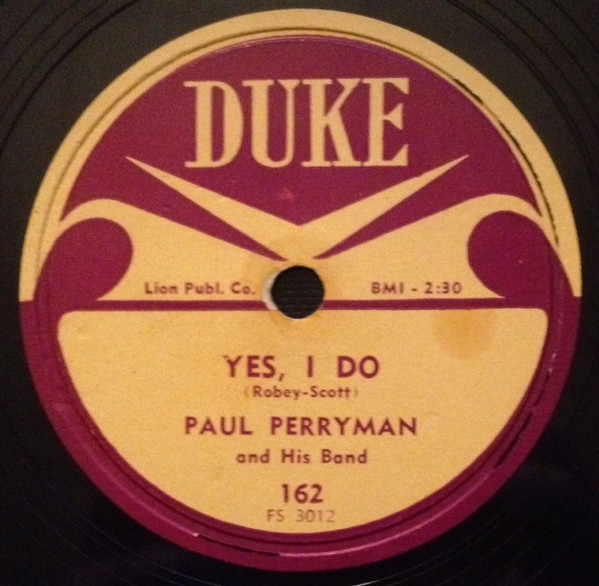 DUKE
Lion Publ. Co. BMI - 2:30
YES, I DO
(Robey-Scott)
PAUL PERRYMAN
and His Band
162
FS 3012